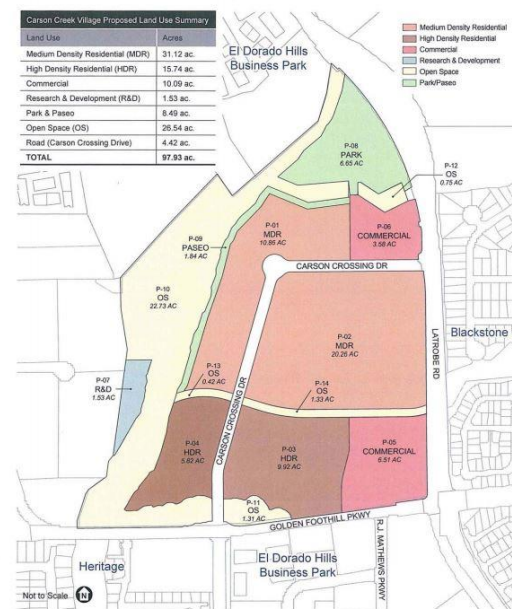 Carson Creek Village Proposed Land Use Summary
Land Use Acres
Medium Density Residential (MDR) 31.12 ac.
High Density Residential (HDR) 15.74 ac.
Commercial 10.09 ac.
Research & Development (R&D) 1.53 ac.
Park & Paseo 8.49 ac.
Open Space (OS) 26.54 ac.
Road (Carson Crossing Drive) 4.42 ac.
TOTAL 97.93 ac.
El Dorado Hills
Business Park
Medium Density Residential
High Density Residential
Commercial
Research & Development
Open Space
Park/Paseo
P-08
PARK
6.65 AC
P-12
OS
0.75 AC
P-01
MDR
10.86 AC
P-06
COMMERCIAL
3.58 AC
P-09
PASEO
1.84 AC
CARSON CROSSING DR
P-10
OS
22.73 AC
P-02
MDR
20.26 AC
LATROBE RD
Blackstone
P-07
R&D
1.53 AC
P-13
OS
0.42 AC
P-14
OS
1.33 AC
CARSON CROSSING DR
P-04
HDR
5.82 AC
P-03
HDR
9.92 AC
P-05
COMMERCIAL
6.51 AC
P-11
OS
1.31 AC
GOLDEN FOOTHILL PKWY
R.J. MATHEWS PKWY
Heritage
El Dorado Hills
Business Park
Not to Scale
N